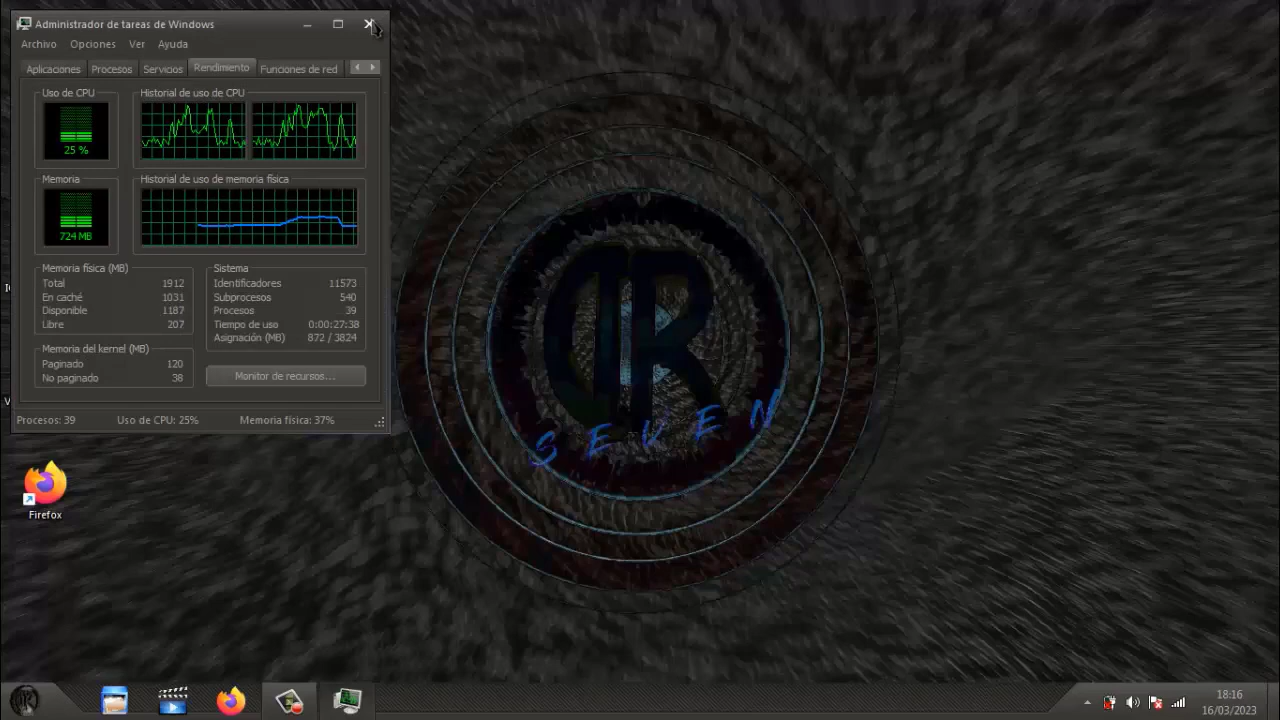 Administrador de tareas de Windows
Archivo Opciones Ver Ayuda
Aplicaciones Procesos Servicios Rendimiento Funciones de red
Uso de CPU
25 %
Historial de uso de CPU
Memoria
724 MB
Historial de uso de memoria física
Memoria física (MB)
Total 1912
En caché 1031
Disponible 1187
Libre 207
Sistema
Identificadores 11573
Subprocesos 540
Procesos 39
Tiempo de uso 0:00:27:38
Asignación (MB) 872 / 3824
Memoria del kernel (MB)
Paginado 120
No paginado 38
Monitor de recursos...
Procesos: 39 Uso de CPU: 25% Memoria física: 37%
SEVEN
Firefox
18:16
16/03/2023